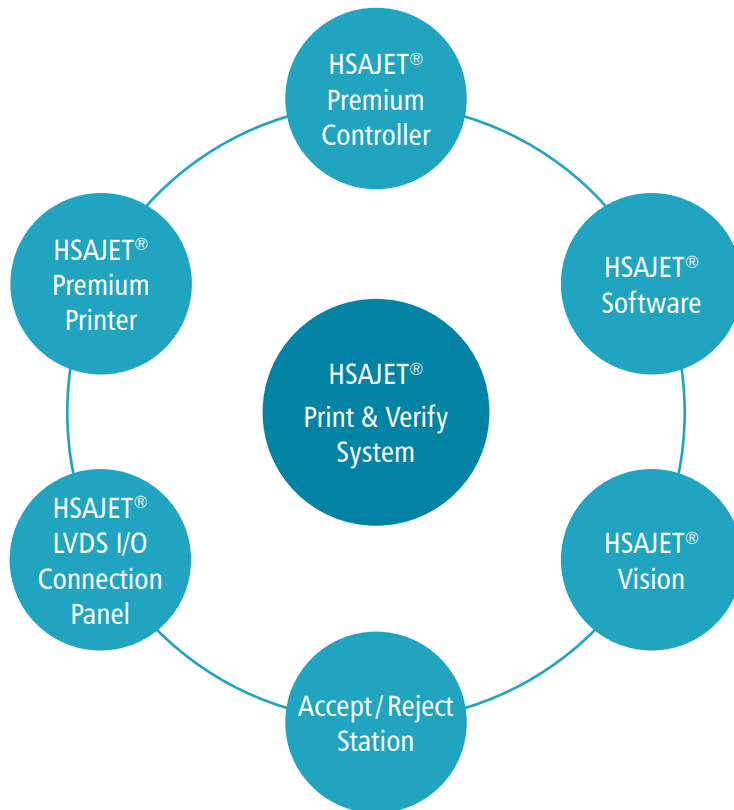 HSAJET®
Premium
Controller
HSAJET®
Software
HSAJET®
Vision
Accept / Reject
Station
HSAJET®
LVDS I/O
Connection
Panel
HSAJET®
Premium
Printer
HSAJET®
Print & Verify
System